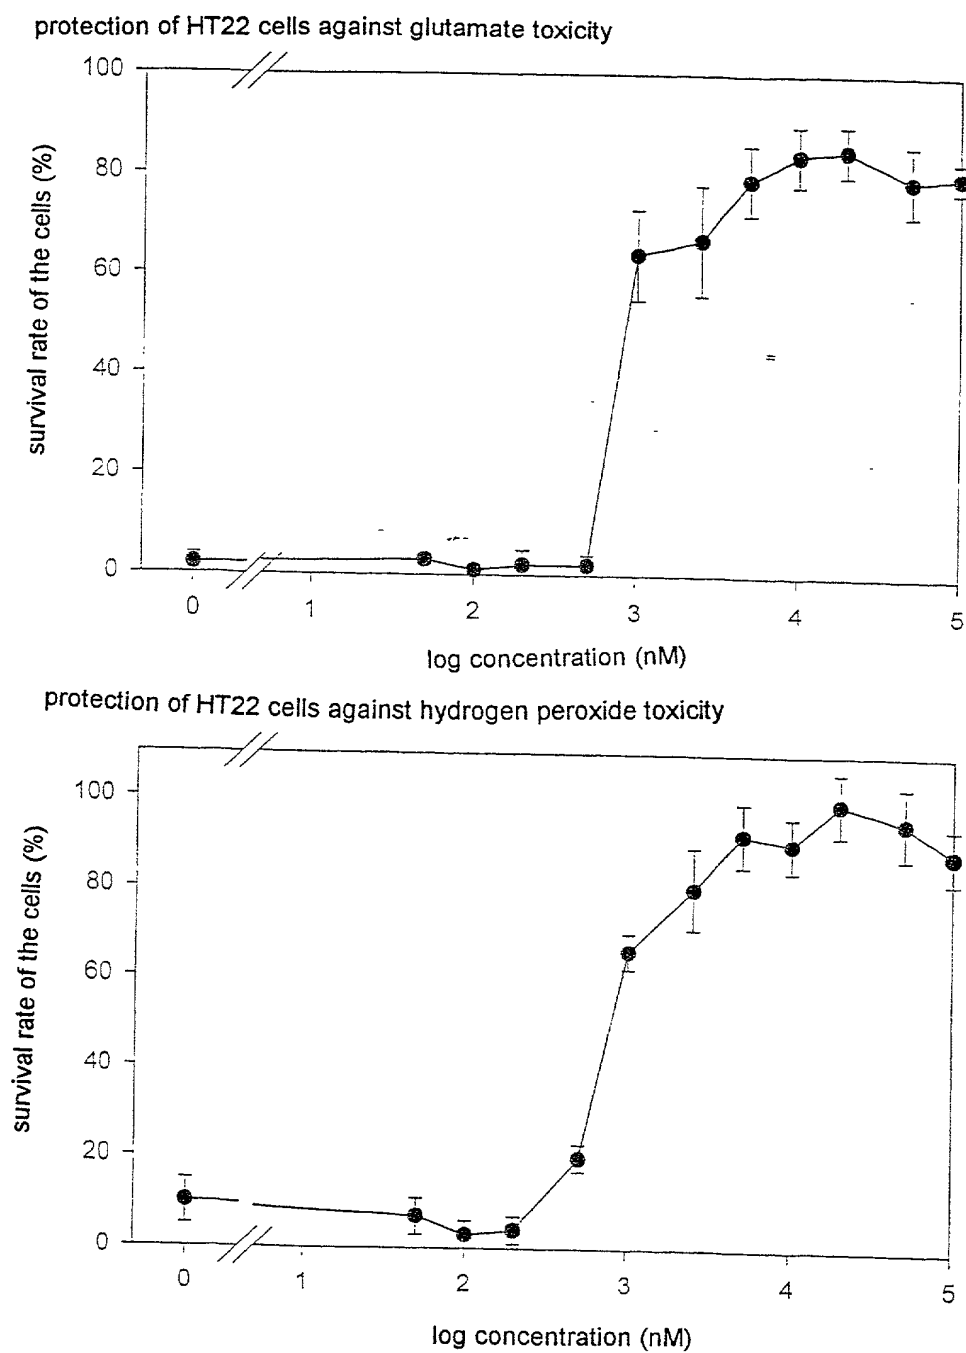 protection of HT22 cells against glutamate toxicity
100
80
60
40
20
0
survival rate of the cells (%)
0 1 2 3 4 5
log concentration (nM)
protection of HT22 cells against hydrogen peroxide toxicity
100
80
60
40
20
0
survival rate of the cells (%)
0 1 2 3 4 5
log concentration (nM)